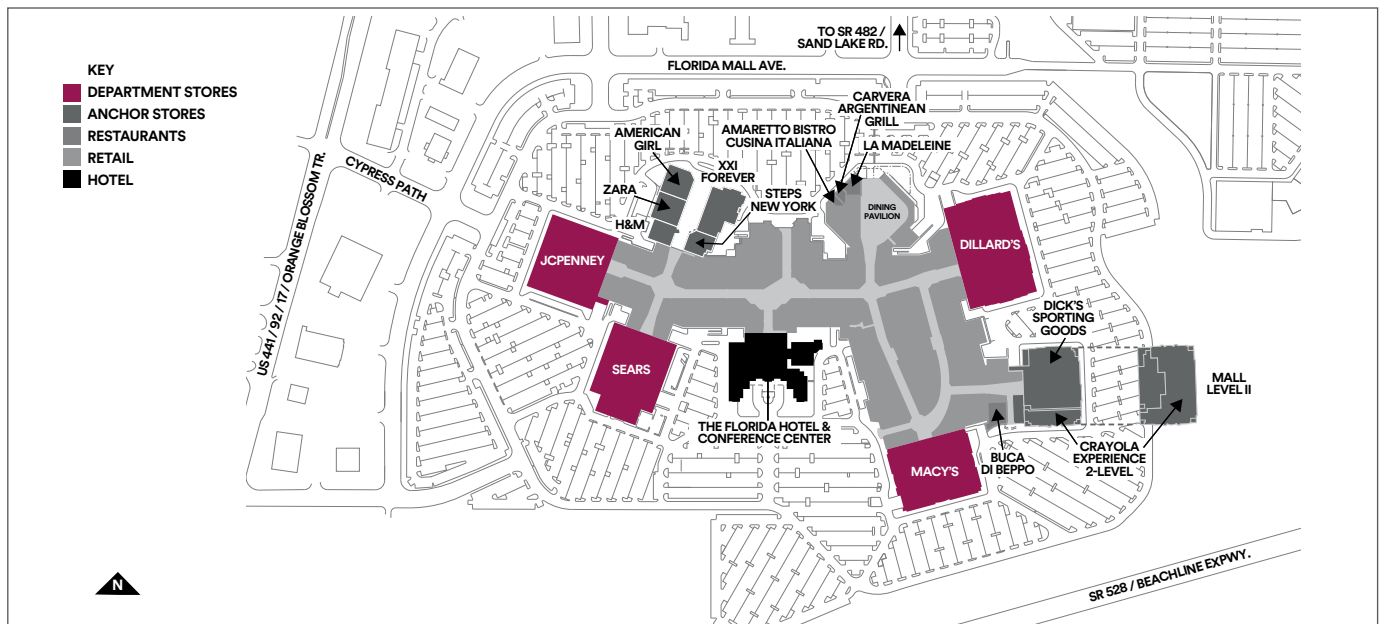 KEY
DEPARTMENT STORES
ANCHOR STORES
RESTAURANTS
RETAIL
HOTEL
TO SR 482 /
SAND LAKE RD.
FLORIDA MALL AVE.
US 441 / 92 / 17 / ORANGE BLOSSOM TR.
CYPRESS PATH
AMERICAN
GIRL
ZARA
H&M
XXI
FOREVER
STEPS
NEW YORK
AMARETTO BISTRO
CUSINA ITALIANA
CARVERA
ARGENTINEAN
GRILL
LA MADELEINE
DINING
PAVILION
JCPENNEY
DILLARD'S
SEARS
DICK'S
SPORTING
GOODS
MALL
LEVEL II
THE FLORIDA HOTEL &
CONFERENCE CENTER
MACY'S
BUCA
DI BEPPO
CRAYOLA
EXPERIENCE
2-LEVEL
SR 528 / BEACHLINE EXPWY.
N